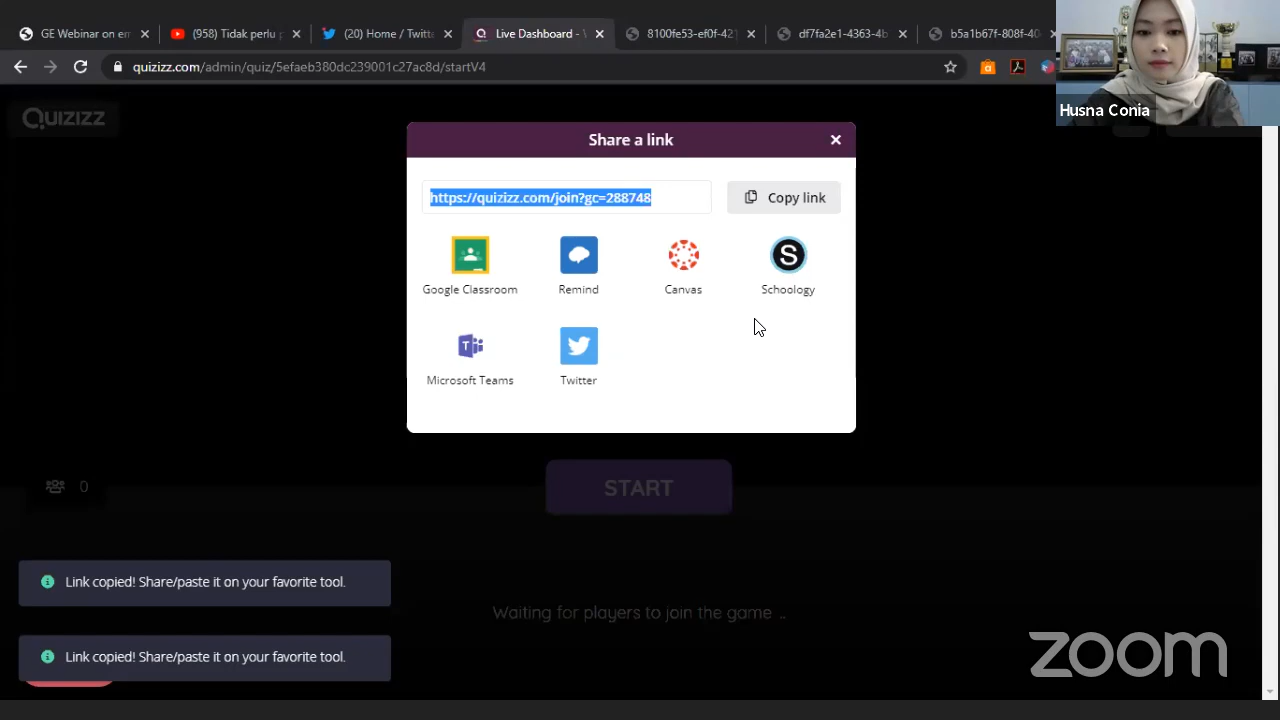 GE Webinar on em
(958) Tidak perlu
(20) Home / Twitte
Live Dashboard -
8100fe53-ef0f-421
df7fa2e1-4363-4b
b5a1b67f-808f-40
quizizz.com/admin/quiz/5efaeb380dc239001c27ac8d/startV4
Husna Conia
QUIZIZZ
Share a link
https://quizizz.com/join?gc=288748
Copy link
Google Classroom
Remind
Canvas
Schoology
Microsoft Teams
Twitter
0
START
Link copied! Share/paste it on your favorite tool.
Waiting for players to join the game ..
Link copied! Share/paste it on your favorite tool.
zoom